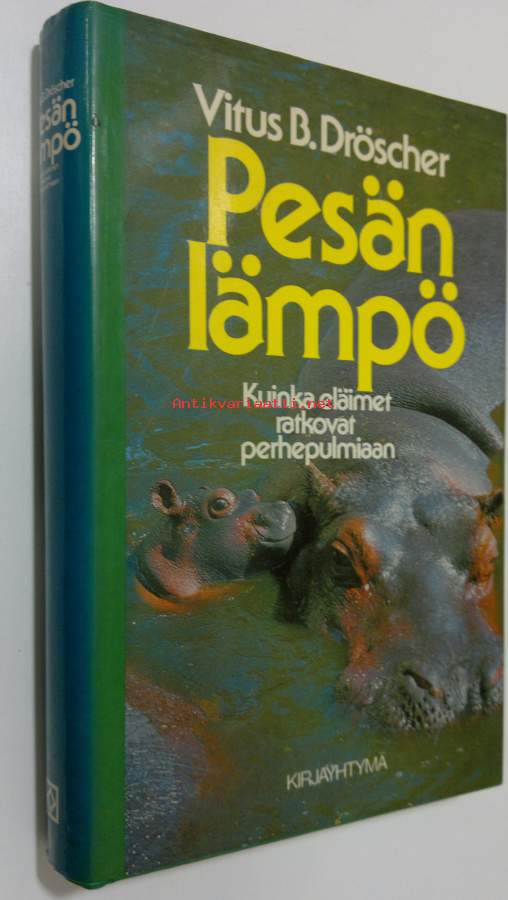 Vitus B. Dröscher
Pesän
lämpö
Kuinka eläimet
ratkovat
perhepulmiaan
KIRJAYHTYMÄ
Antikvariaatti.net
Dröscher
Pesän
lämpö